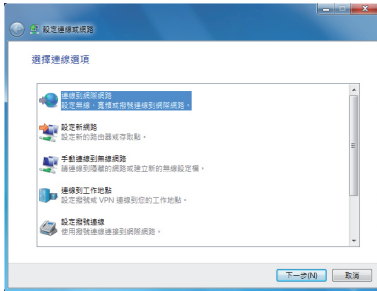 設定連線或網路
選擇連線選項
連線到網際網路
設定無線、寬頻或撥號連線到網際網路。
設定新網路
設定新的路由器或存取點。
手動連線到無線網路
連線到隱藏的網路或建立新的無線設定檔。
連線到工作地點
設定撥號或 VPN 連線到您的工作地點。
設定撥號連線
使用撥號連線連接到網際網路。
下一步(N)
取消